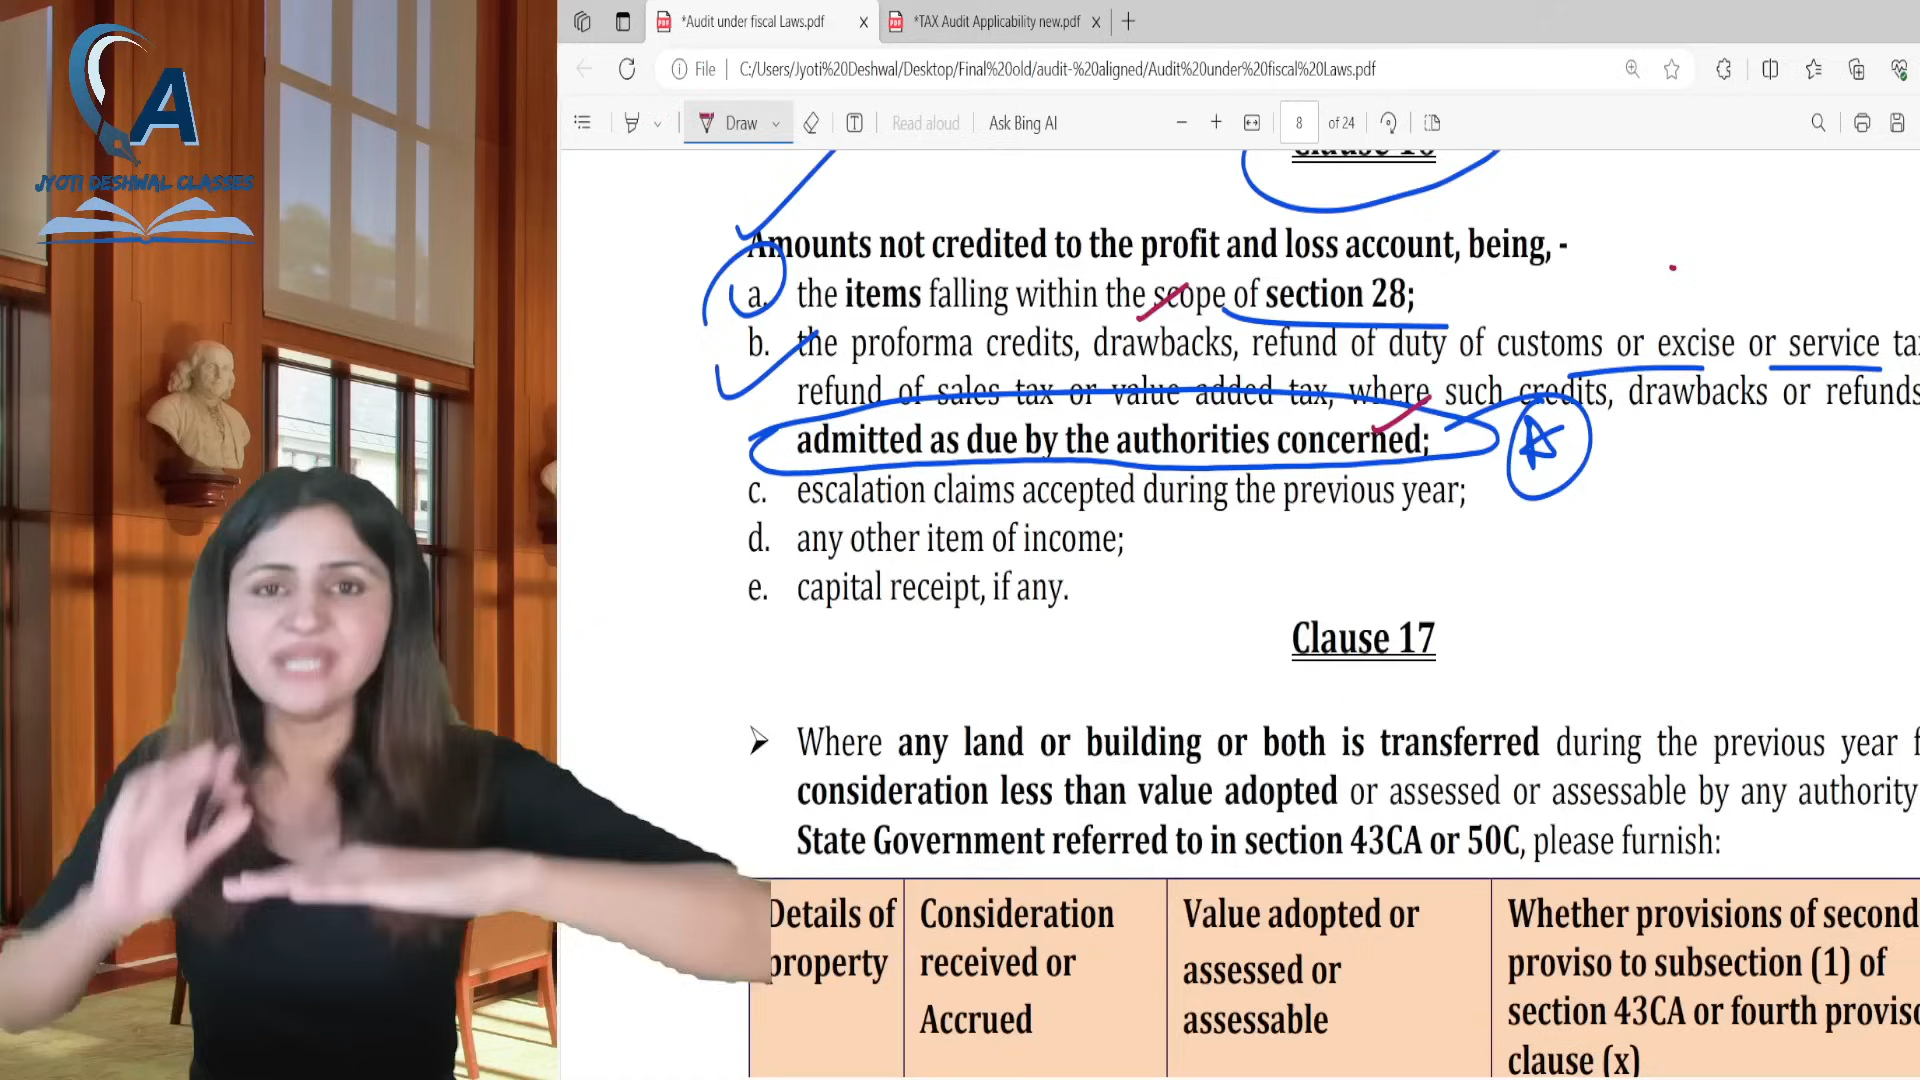 *Audit under fiscal Laws.pdf
*TAX Audit Applicability new.pdf
File C:/Users/Jyoti%20Deshwal/Desktop/Final%20old/audit-%20aligned/Audit%20under%20fiscal%20Laws.pdf
Draw Read aloud Ask Bing AI 8 of 24
A
JYOTI DESHWAL CLASSES
Clause 16
Amounts not credited to the profit and loss account, being, -
a. the items falling within the scope of section 28;
b. the proforma credits, drawbacks, refund of duty of customs or excise or service
refund of sales tax or value added tax, where such credits, drawbacks or refunds
admitted as due by the authorities concerned;
c. escalation claims accepted during the previous year;
d. any other item of income;
e. capital receipt, if any.
Clause 17
➢ Where any land or building or both is transferred during the previous year
consideration less than value adopted or assessed or assessable by any authority
State Government referred to in section 43CA or 50C, please furnish:
Details of property
Consideration received or Accrued
Value adopted or assessed or assessable
Whether provisions of second proviso to subsection (1) of section 43CA or fourth proviso clause (x)